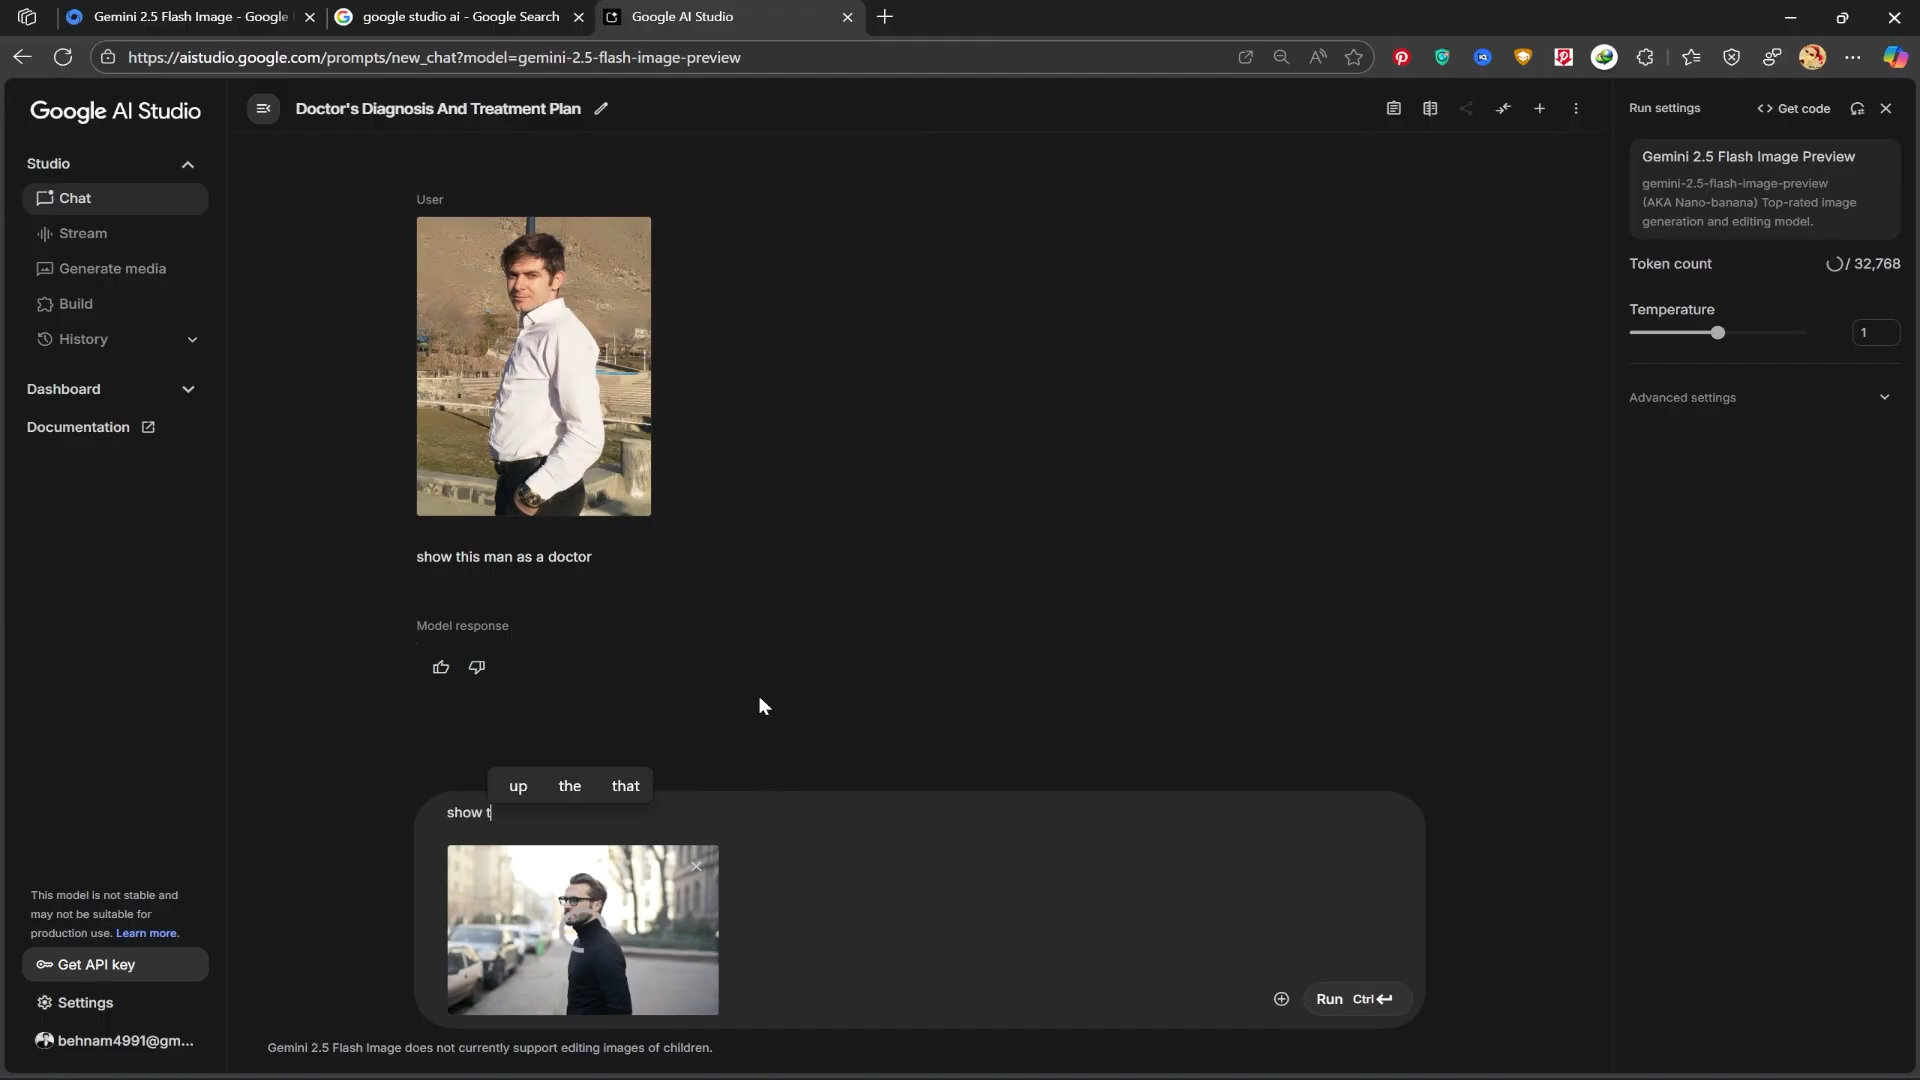 Gemini 2.5 Flash Image - Google
google studio ai - Google Search
Google AI Studio
https://aistudio.google.com/prompts/new_chat?model=gemini-2.5-flash-image-preview
Google AI Studio
Studio
Chat
Stream
Generate media
Build
History
Dashboard
Documentation
This model is not stable and
may not be suitable for
production use. Learn more.
Get API key
Settings
behnam4991@gm...
Doctor's Diagnosis And Treatment Plan
User
show this man as a doctor
Model response
up the that
show t
Run Ctrl
Gemini 2.5 Flash Image does not currently support editing images of children.
Run settings
<> Get code
Gemini 2.5 Flash Image Preview
gemini-2.5-flash-image-preview
(AKA Nano-banana) Top-rated image
generation and editing model.
Token count
/ 32,768
Temperature
1
Advanced settings